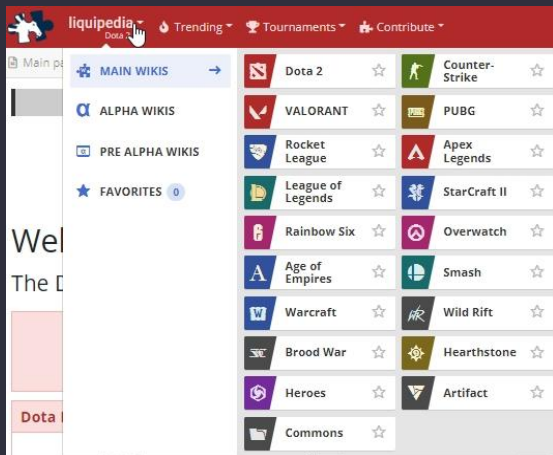 liquipedia
Dota 2
Trending
Tournaments
Contribute
Main pa
MAIN WIKIS
ALPHA WIKIS
PRE ALPHA WIKIS
FAVORITES 0
Dota 2
Counter-
Strike
VALORANT
PUBG
Rocket
League
Apex
Legends
League of
Legends
StarCraft II
Rainbow Six
Overwatch
Age of
Empires
Smash
Warcraft
Wild Rift
Brood War
Hearthstone
Heroes
Artifact
Commons
Wel
The D
Dota